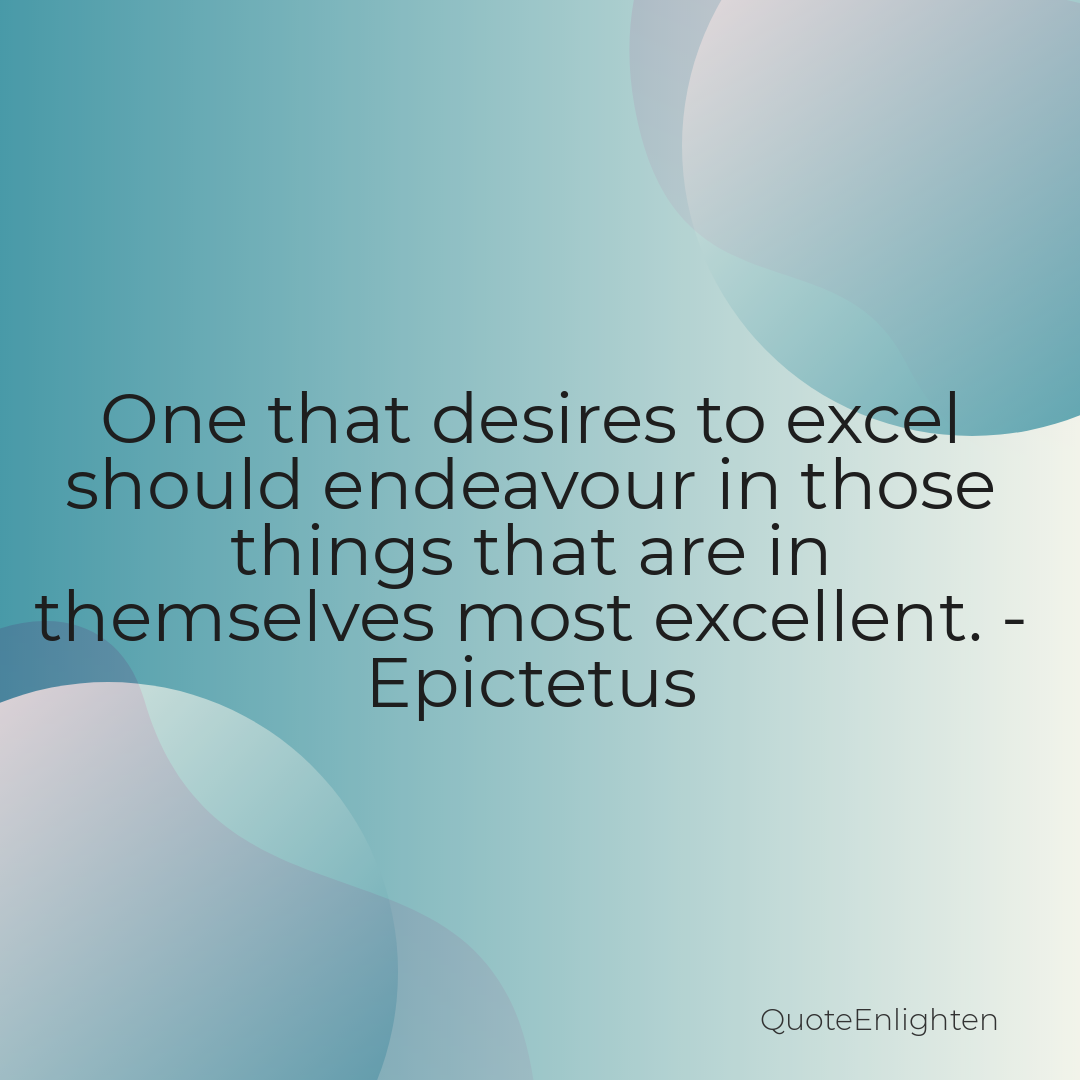 One that desires to excel
should endeavour in those
things that are in
themselves most excellent. -
Epictetus
QuoteEnlighten